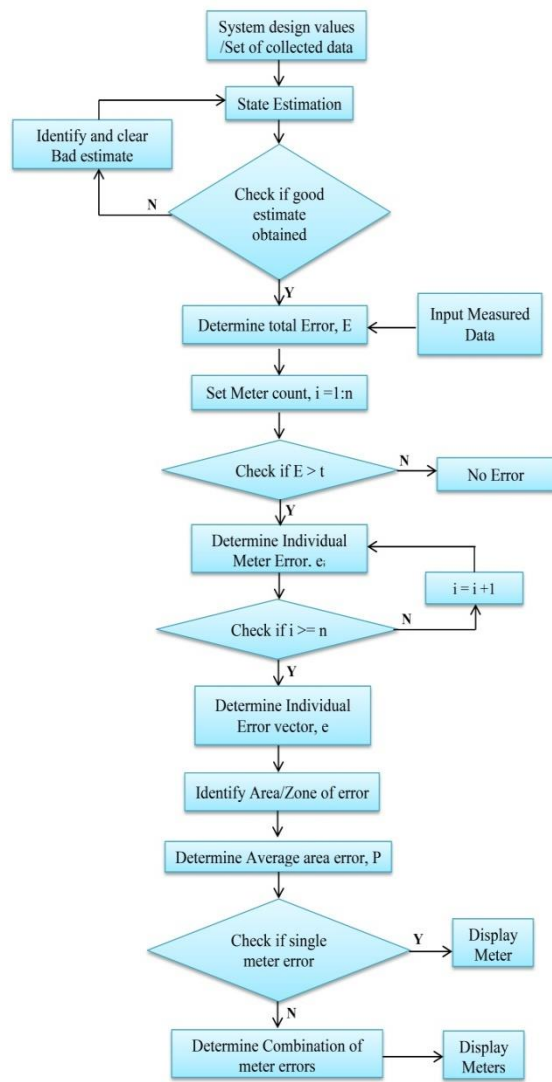 System design values
/Set of collected data
State Estimation
Identify and clear
Bad estimate
N
Check if good
estimate
obtained
Y
Determine total Error, E
Input Measured
Data
Set Meter count, i =1:n
Check if E > t
N
No Error
Y
Determine Individual
Meter Error, eᵢ
i = i +1
Check if i >= n
N
Y
Determine Individual
Error vector, e
Identify Area/Zone of error
Determine Average area error, P
Check if single
meter error
Y
Display
Meter
N
Determine Combination of
meter errors
Display
Meters